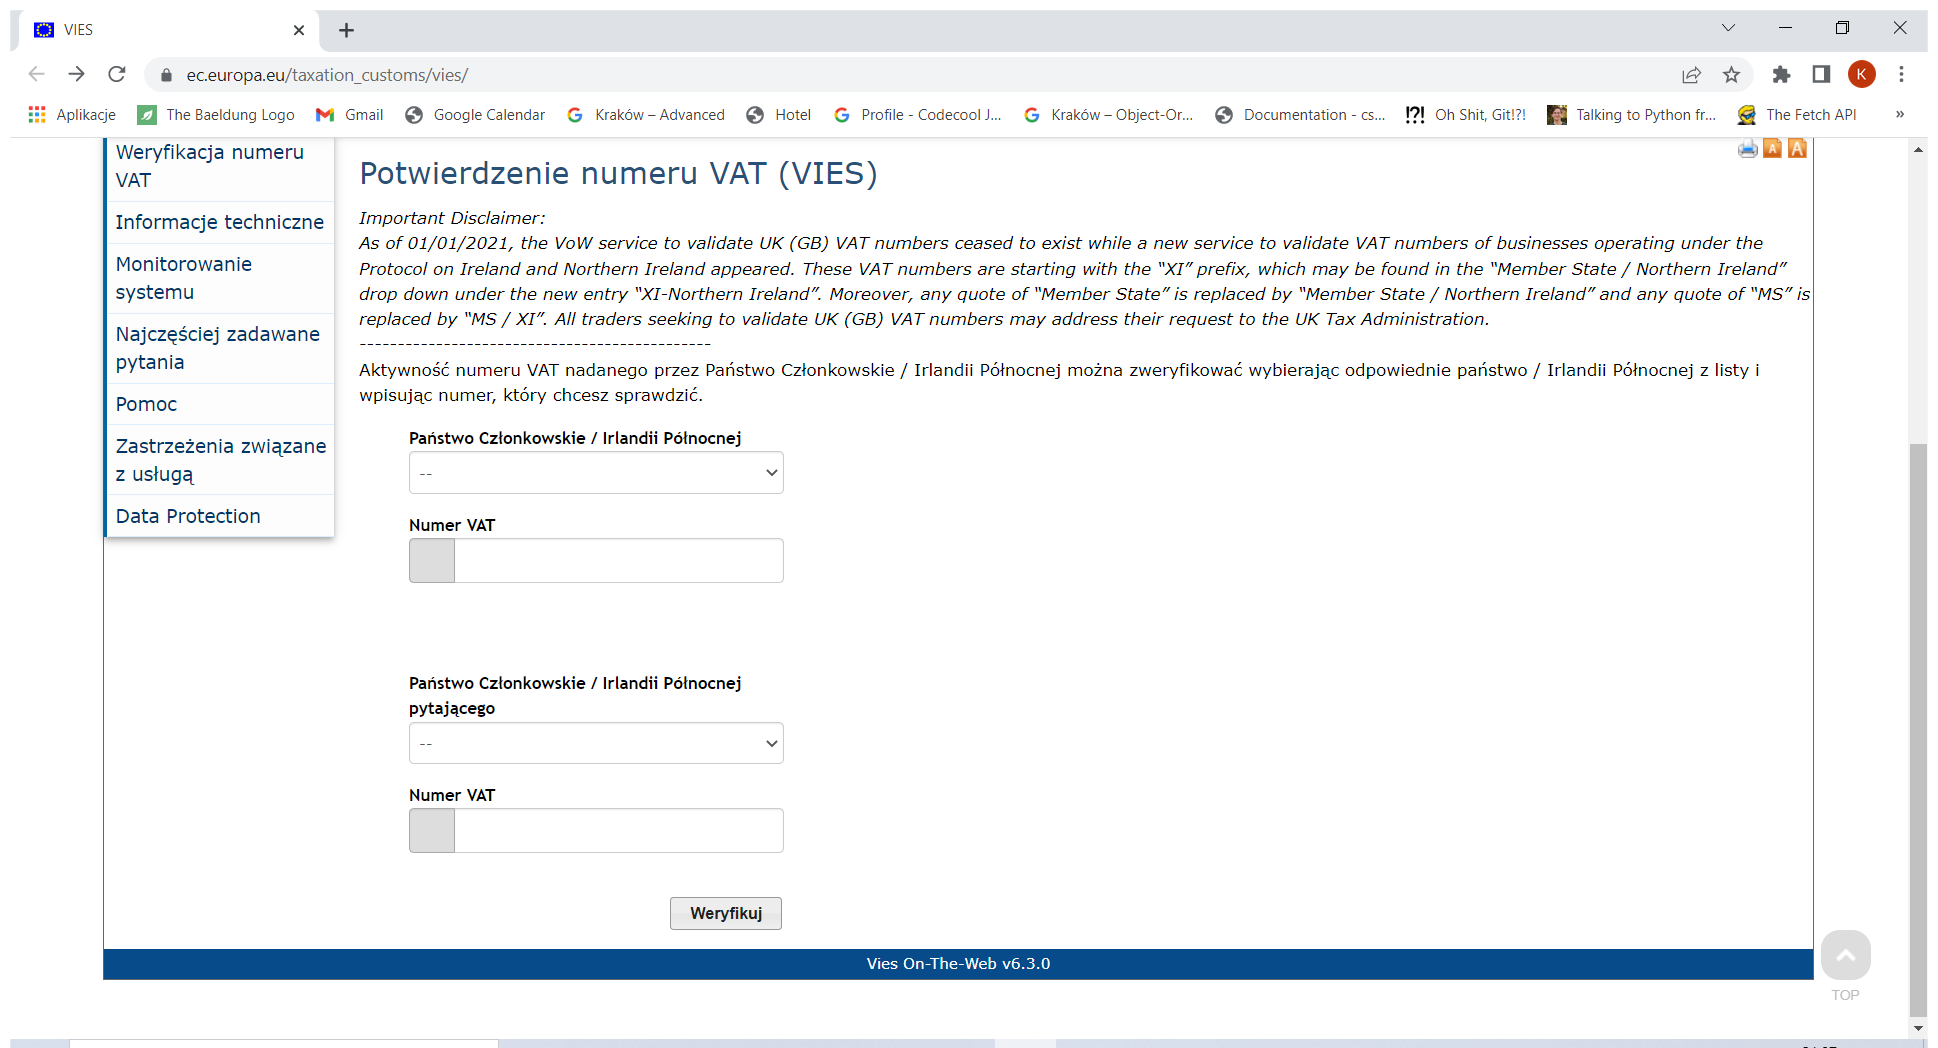 VIES
ec.europa.eu/taxation_customs/vies/
K
Aplikacje The Baeldung Logo Gmail Google Calendar Kraków – Advanced Hotel Profile - Codecool J... Kraków – Object-Or... Documentation - cs... Oh Shit, Git!?! Talking to Python fr... The Fetch API »
Weryfikacja numeru
VAT
Informacje techniczne
Monitorowanie
systemu
Najczęściej zadawane
pytania
Pomoc
Zastrzeżenia związane
z usługą
Data Protection
A A
Potwierdzenie numeru VAT (VIES)
Important Disclaimer:
As of 01/01/2021, the VoW service to validate UK (GB) VAT numbers ceased to exist while a new service to validate VAT numbers of businesses operating under the
Protocol on Ireland and Northern Ireland appeared. These VAT numbers are starting with the “XI” prefix, which may be found in the “Member State / Northern Ireland”
drop down under the new entry “XI-Northern Ireland”. Moreover, any quote of “Member State” is replaced by “Member State / Northern Ireland” and any quote of “MS” is
replaced by “MS / XI”. All traders seeking to validate UK (GB) VAT numbers may address their request to the UK Tax Administration.
----------------------------------------------
Aktywność numeru VAT nadanego przez Państwo Członkowskie / Irlandii Północnej można zweryfikować wybierając odpowiednie państwo / Irlandii Północnej z listy i
wpisując numer, który chcesz sprawdzić.
Państwo Członkowskie / Irlandii Północnej
--
Numer VAT
Państwo Członkowskie / Irlandii Północnej
pytającego
--
Numer VAT
Weryfikuj
Vies On-The-Web v6.3.0
TOP